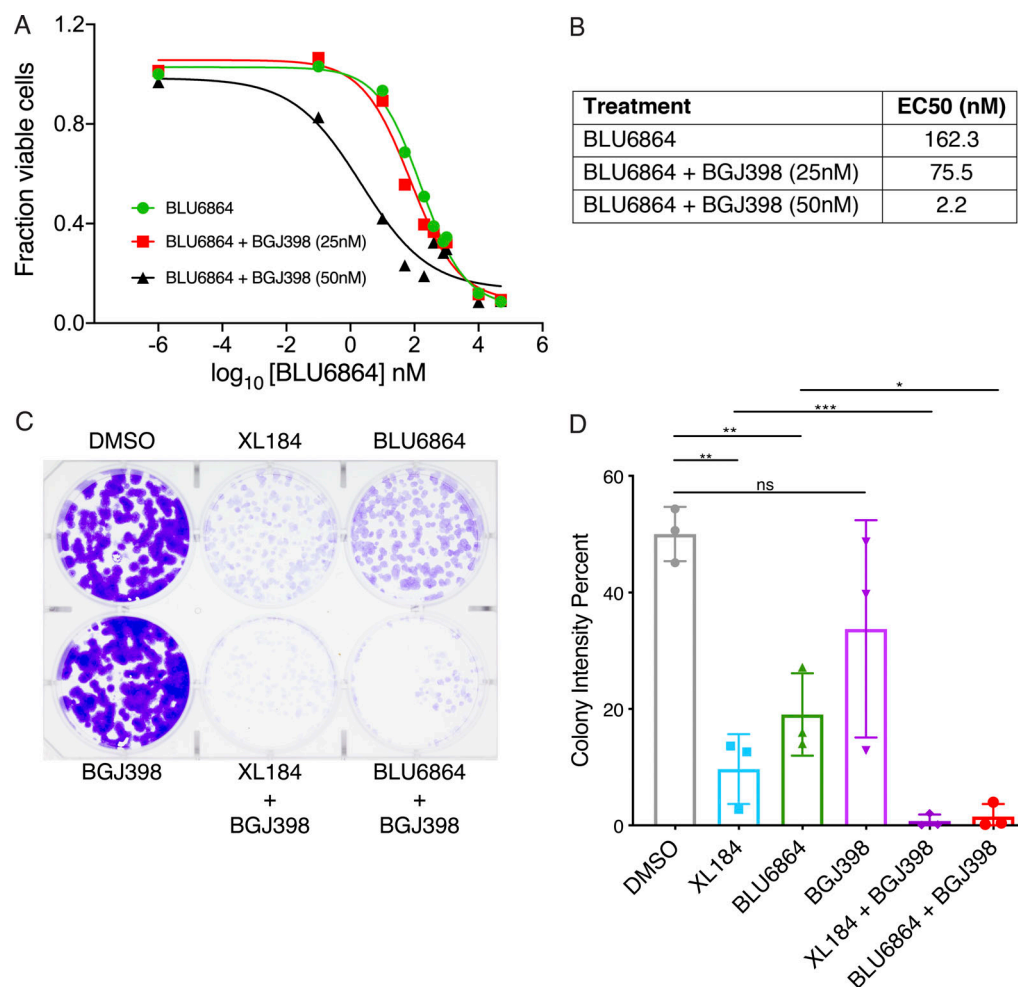 A
1.2
0.8
0.4
0.0
Fraction viable cells
BLU6864
BLU6864 + BGJ398 (25nM)
BLU6864 + BGJ398 (50nM)
-6
-4
-2
0
2
4
6
log10 [BLU6864] nM
B
Treatment EC50 (nM)
BLU6864 162.3
BLU6864 + BGJ398 (25nM) 75.5
BLU6864 + BGJ398 (50nM) 2.2
C
DMSO XL184 BLU6864
BGJ398 XL184 BLU6864
+ +
BGJ398 BGJ398
D
*
***
**
**
ns
60
40
20
0
Colony Intensity Percent
DMSO
XL184
BLU6864
BGJ398
XL184 + BGJ398
BLU6864 + BGJ398